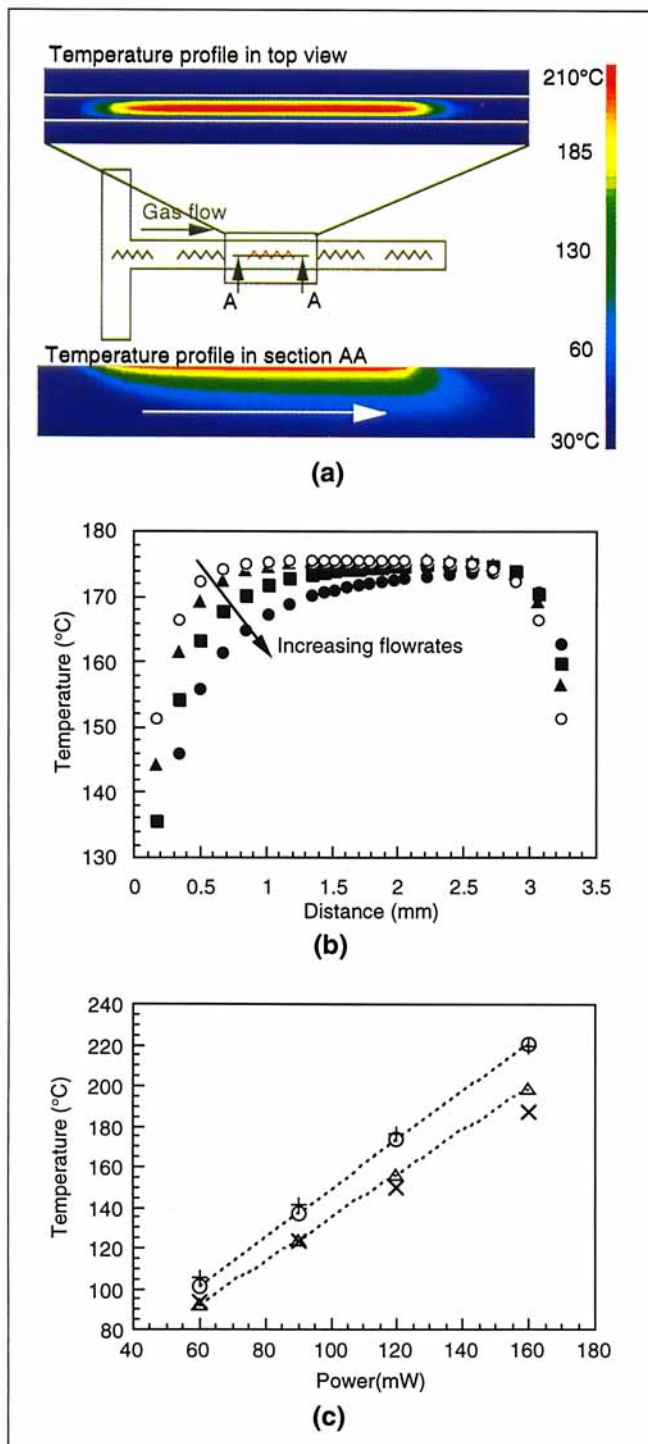 Temperature profile in top view
210°C
185
130
60
30°C
Gas flow
A A
Temperature profile in section AA
(a)
180
170
160
150
140
130
Temperature (°C)
Increasing flowrates
0 0.5 1 1.5 2 2.5 3 3.5
Distance (mm)
(b)
240
220
200
180
160
140
120
100
80
Temperature (°C)
40 60 80 100 120 140 160 180
Power(mW)
(c)